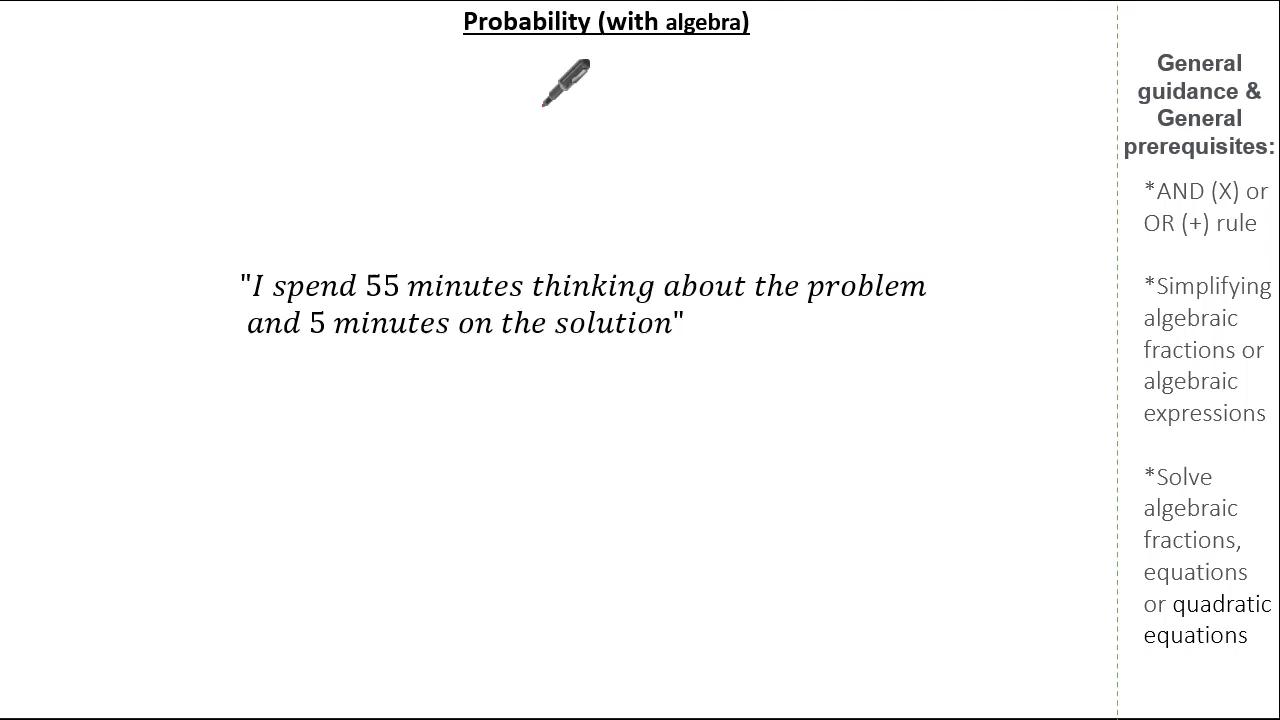 Probability (with algebra)
"I spend 55 minutes thinking about the problem
and 5 minutes on the solution"
General
guidance &
General
prerequisites:
*AND (X) or
OR (+) rule
*Simplifying
algebraic
fractions or
algebraic
expressions
*Solve
algebraic
fractions,
equations
or quadratic
equations